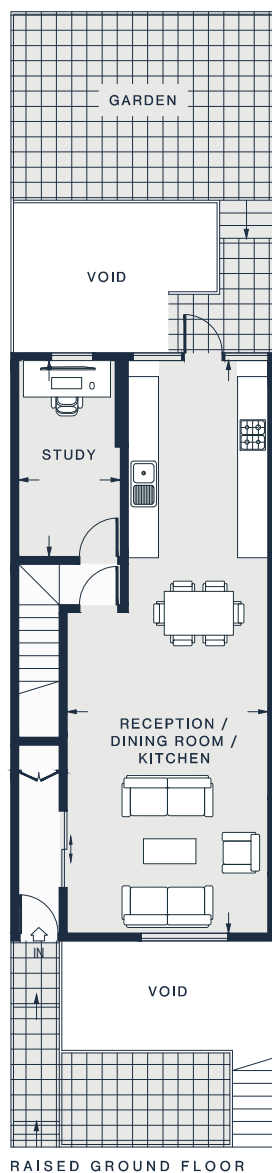 GARDEN
VOID
STUDY
RECEPTION /
DINING ROOM /
KITCHEN
IN
VOID
RAISED GROUND FLOOR